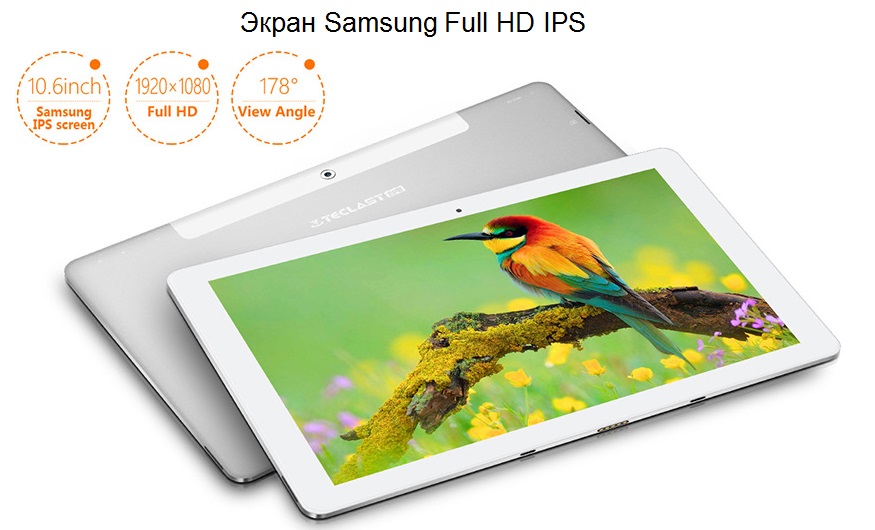 Экран Samsung Full HD IPS
10.6inch
Samsung
IPS screen
1920×1080
Full HD
178°
View Angle
TECLAST